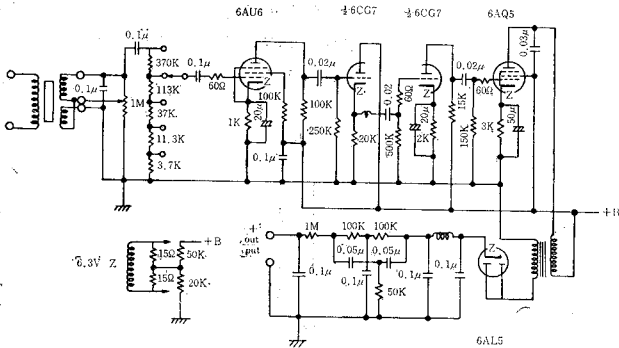 6AU6
½6CG7
½6CG7
6AQ5
0.1μ
370K
0.1μ
60Ω
Z
100K
20μ
1K
0.1μ
100K
0.02μ
250K
Z
20K
0.02
60Ω
500K
Z
20μ
2K
15K
0.02μ
150K
60Ω
Z
3K
50μ
0.03μ
0.1μ
1M
113K
37K
11.3K
3.7K
+B
6.3V Z
15Ω
15Ω
+B
50K
20K
+
out
put
1M
100K
100K
0.05μ
0.05μ
0.1μ
0.1μ
50K
0.1μ
0.1μ
Z
6AL5